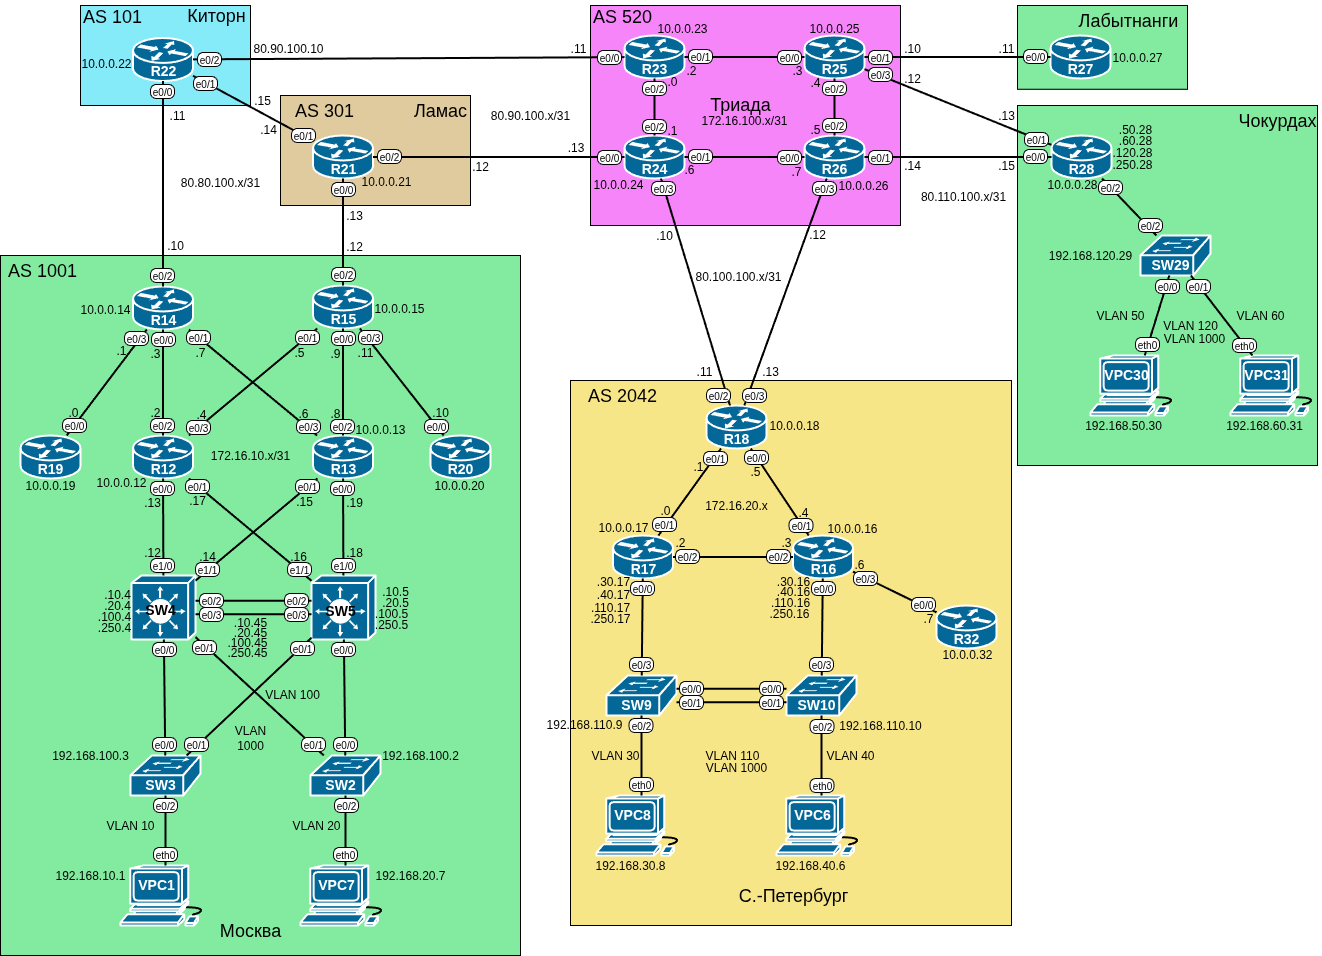 AS 101
Киторн
10.0.0.22
R22
e0/2
e0/1
e0/0
80.90.100.10
.11
.15
.14
.11
AS 301
Ламас
e0/1
R21
e0/2
e0/0
10.0.0.21
.12
80.90.100.x/31
.13
80.80.100.x/31
.13
.10
.12
AS 520
10.0.0.23
10.0.0.25
e0/0
R23
e0/1
.2
e0/2
.0
e0/0
.3
R25
e0/1
e0/3
.4
e0/2
Триада
172.16.100.x/31
e0/2
.1
.5
e0/2
e0/0
R24
e0/1
.6
e0/0
.7
R26
e0/1
10.0.0.24
e0/3
e0/3
10.0.0.26
.10
.11
.12
.13
.14
.15
80.110.100.x/31
.10
.12
80.100.100.x/31
.11
.13
Лабытнанги
e0/0
R27
10.0.0.27
Чокурдах
e0/1
e0/0
R28
.50.28
.60.28
.120.28
.250.28
10.0.0.28
e0/2
e0/2
192.168.120.29
SW29
e0/0
e0/1
VLAN 50
VLAN 120
VLAN 1000
VLAN 60
eth0
eth0
VPC30
VPC31
192.168.50.30
192.168.60.31
AS 1001
e0/2
e0/2
10.0.0.14
R14
R15
10.0.0.15
e0/3
e0/0
e0/1
e0/1
e0/0
e0/3
.1
.3
.7
.5
.9
.11
.0
.2
.4
.6
.8
.10
e0/0
e0/2
e0/3
e0/3
e0/2
10.0.0.13
e0/0
R19
R12
172.16.10.x/31
R13
R20
10.0.0.19
10.0.0.12
10.0.0.20
e0/0
e0/1
e0/1
e0/0
.13
.17
.15
.19
.12
.14
.16
.18
e1/0
e1/1
e1/1
e1/0
.10.4
.20.4
.100.4
.250.4
SW4
e0/2
e0/3
e0/2
e0/3
SW5
.10.5
.20.5
.100.5
.250.5
.10.45
.20.45
.100.45
.250.45
e0/0
e0/1
e0/1
e0/0
VLAN 100
VLAN
1000
e0/0
e0/1
e0/1
e0/0
192.168.100.3
SW3
SW2
192.168.100.2
e0/2
e0/2
VLAN 10
VLAN 20
eth0
eth0
192.168.10.1
VPC1
VPC7
192.168.20.7
Москва
AS 2042
e0/2
e0/3
R18
10.0.0.18
e0/1
e0/0
.1
.5
172.16.20.x
.0
.4
e0/1
e0/1
10.0.0.17
10.0.0.16
R17
.2
e0/2
.3
e0/2
R16
.6
e0/3
.30.17
.40.17
.110.17
.250.17
e0/0
.30.16
.40.16
.110.16
.250.16
e0/0
e0/0
.7
R32
10.0.0.32
e0/3
e0/3
SW9
e0/0
e0/1
e0/0
e0/1
SW10
192.168.110.9
e0/2
e0/2
192.168.110.10
VLAN 30
VLAN 110
VLAN 1000
VLAN 40
eth0
eth0
VPC8
VPC6
192.168.30.8
192.168.40.6
С.-Петербург